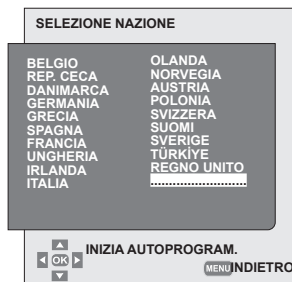 SELEZIONE NAZIONE
BELGIO
REP. CECA
DANIMARCA
GERMANIA
GRECIA
SPAGNA
FRANCIA
UNGHERIA
IRLANDA
ITALIA
OLANDA
NORVEGIA
AUSTRIA
POLONIA
SVIZZERA
SUOMI
SVERIGE
TÜRKİYE
REGNO UNITO
..........................
OK
INIZIA AUTOPROGRAM.
MENU INDIETRO